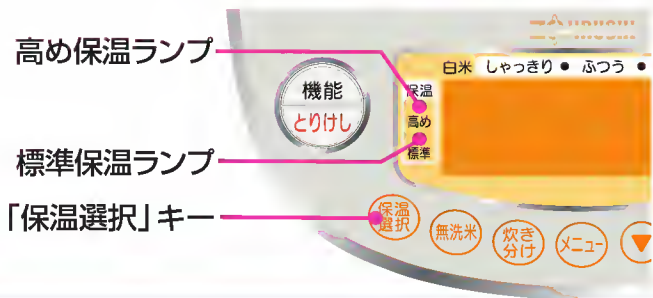 高め保温ランプ
標準保温ランプ
「保温選択」キー
機能
とりけし
白米 しゃっきり ● ふつう ●
保温
高め
標準
保温
選択
無洗米
炊き
分け
メニュー
▼